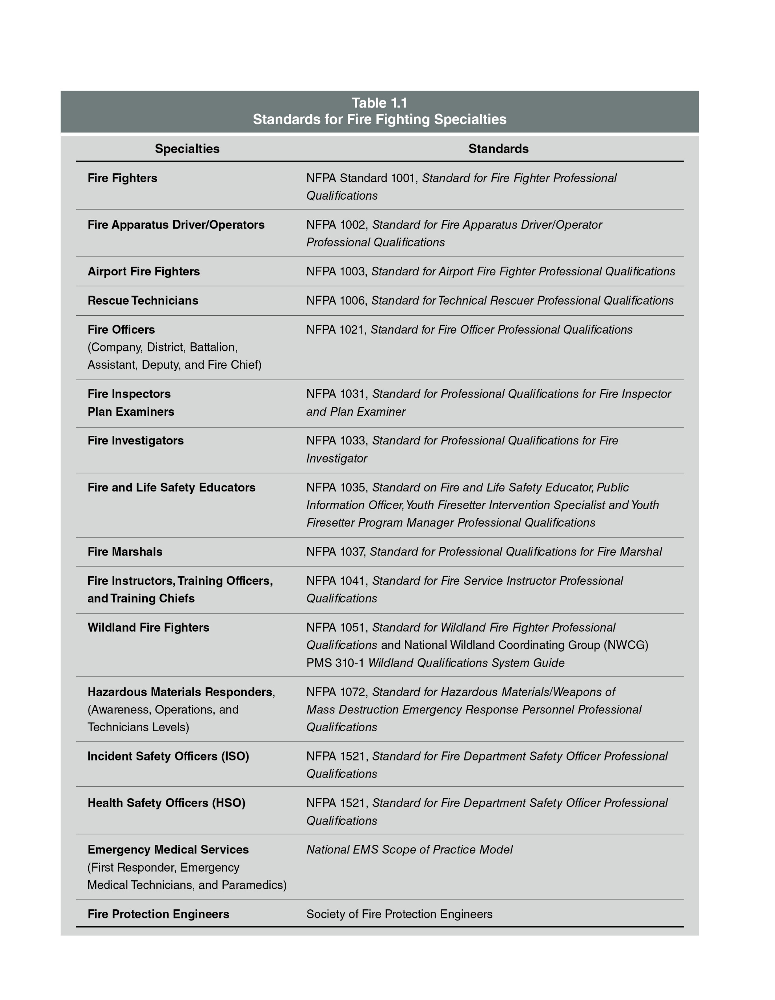 Table 1.1
Standards for Fire Fighting Specialties
Specialties Standards
Fire Fighters NFPA Standard 1001, Standard for Fire Fighter Professional
Qualifications
Fire Apparatus Driver/Operators NFPA 1002, Standard for Fire Apparatus Driver/Operator
Professional Qualifications
Airport Fire Fighters NFPA 1003, Standard for Airport Fire Fighter Professional Qualifications
Rescue Technicians NFPA 1006, Standard for Technical Rescuer Professional Qualifications
Fire Officers NFPA 1021, Standard for Fire Officer Professional Qualifications
(Company, District, Battalion,
Assistant, Deputy, and Fire Chief)
Fire Inspectors NFPA 1031, Standard for Professional Qualifications for Fire Inspector
Plan Examiners and Plan Examiner
Fire Investigators NFPA 1033, Standard for Professional Qualifications for Fire
Investigator
Fire and Life Safety Educators NFPA 1035, Standard on Fire and Life Safety Educator, Public
Information Officer, Youth Firesetter Intervention Specialist and Youth
Firesetter Program Manager Professional Qualifications
Fire Marshals NFPA 1037, Standard for Professional Qualifications for Fire Marshal
Fire Instructors, Training Officers, NFPA 1041, Standard for Fire Service Instructor Professional
and Training Chiefs Qualifications
Wildland Fire Fighters NFPA 1051, Standard for Wildland Fire Fighter Professional
Qualifications and National Wildland Coordinating Group (NWCG)
PMS 310-1 Wildland Qualifications System Guide
Hazardous Materials Responders, NFPA 1072, Standard for Hazardous Materials/Weapons of
(Awareness, Operations, and Mass Destruction Emergency Response Personnel Professional
Technicians Levels) Qualifications
Incident Safety Officers (ISO) NFPA 1521, Standard for Fire Department Safety Officer Professional
Qualifications
Health Safety Officers (HSO) NFPA 1521, Standard for Fire Department Safety Officer Professional
Qualifications
Emergency Medical Services National EMS Scope of Practice Model
(First Responder, Emergency
Medical Technicians, and Paramedics)
Fire Protection Engineers Society of Fire Protection Engineers